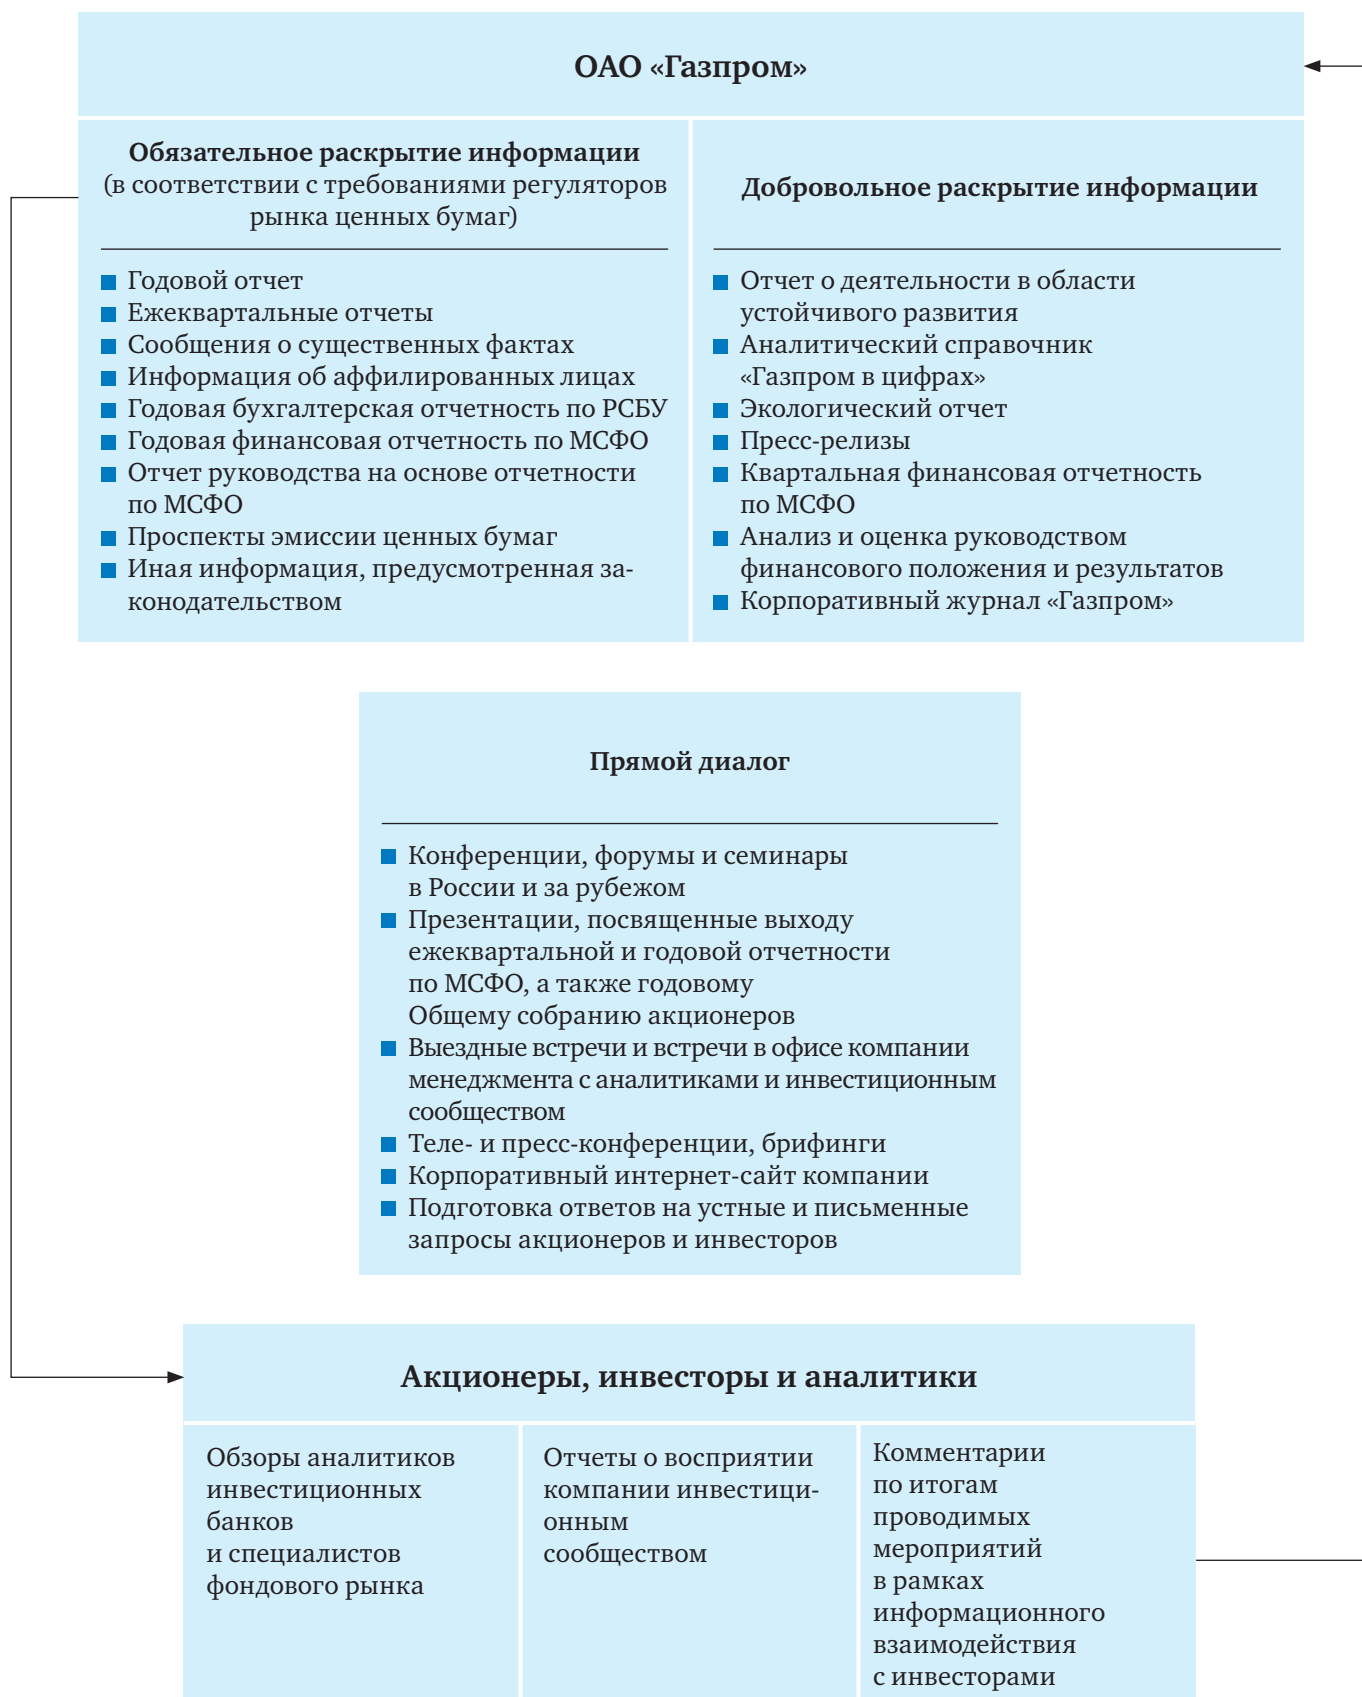 ОАО «Газпром»
Обязательное раскрытие информации
(в соответствии с требованиями регуляторов
рынка ценных бумаг)
Годовой отчет
Ежеквартальные отчеты
Сообщения о существенных фактах
Информация об аффилированных лицах
Годовая бухгалтерская отчетность по РСБУ
Годовая финансовая отчетность по МСФО
Отчет руководства на основе отчетности
по МСФО
Проспекты эмиссии ценных бумаг
Иная информация, предусмотренная за-
конодательством
Добровольное раскрытие информации
Отчет о деятельности в области
устойчивого развития
Аналитический справочник
«Газпром в цифрах»
Экологический отчет
Пресс-релизы
Квартальная финансовая отчетность
по МСФО
Анализ и оценка руководством
финансового положения и результатов
Корпоративный журнал «Газпром»
Прямой диалог
Конференции, форумы и семинары
в России и за рубежом
Презентации, посвященные выходу
ежеквартальной и годовой отчетности
по МСФО, а также годовому
Общему собранию акционеров
Выездные встречи и встречи в офисе компании
менеджмента с аналитиками и инвестиционным
сообществом
Теле- и пресс-конференции, брифинги
Корпоративный интернет-сайт компании
Подготовка ответов на устные и письменные
запросы акционеров и инвесторов
Акционеры, инвесторы и аналитики
Обзоры аналитиков
инвестиционных
банков
и специалистов
фондового рынка
Отчеты о восприятии
компании инвестици-
онным
сообществом
Комментарии
по итогам
проводимых
мероприятий
в рамках
информационного
взаимодействия
с инвесторами